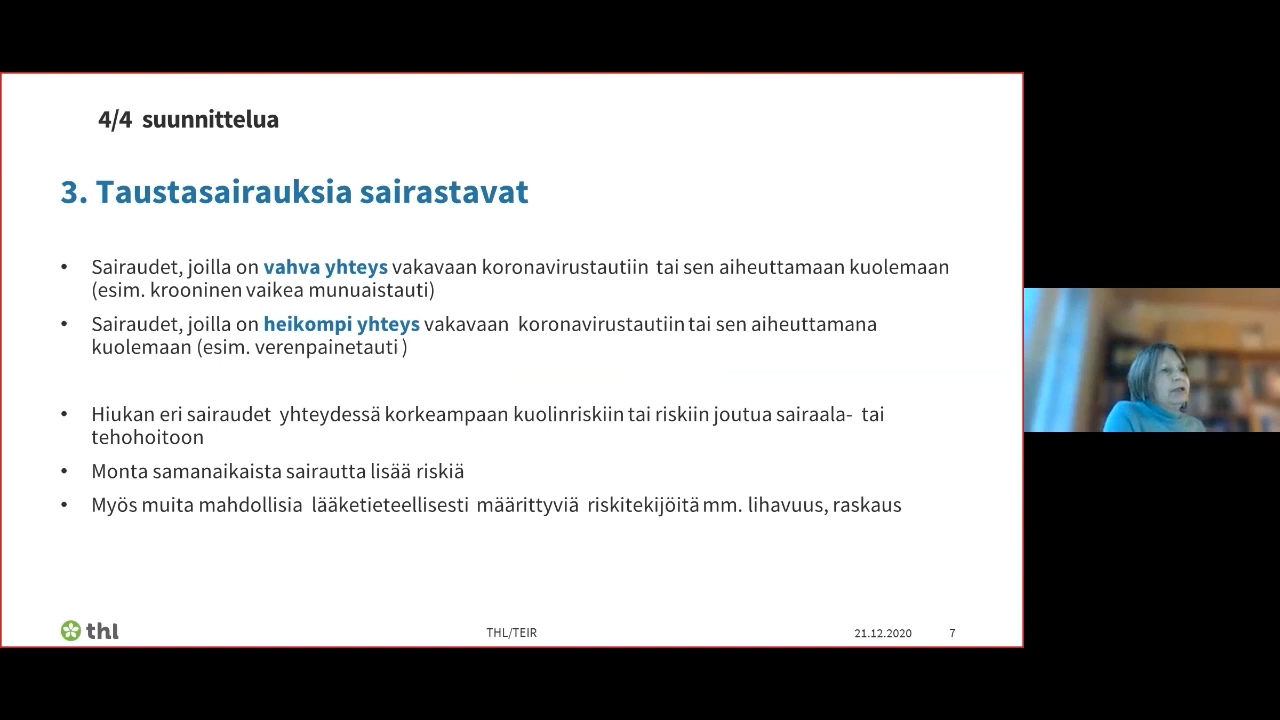 4/4 suunnittelua
3. Taustasairauksia sairastavat
• Sairaudet, joilla on vahva yhteys vakavaan koronavirustautiin tai sen aiheuttamaan kuolemaan
(esim. krooninen vaikea munuaistauti)
• Sairaudet, joilla on heikompi yhteys vakavaan koronavirustautiin tai sen aiheuttamana
kuolemaan (esim. verenpainetauti )
• Hiukan eri sairaudet yhteydessä korkeampaan kuolinriskiin tai riskiin joutua sairaala- tai
tehohoitoon
• Monta samanaikaista sairautta lisää riskiä
• Myös muita mahdollisia lääketieteellisesti määrittyviä riskitekijöitä mm. lihavuus, raskaus
thl THL/TEIR 21.12.2020 7